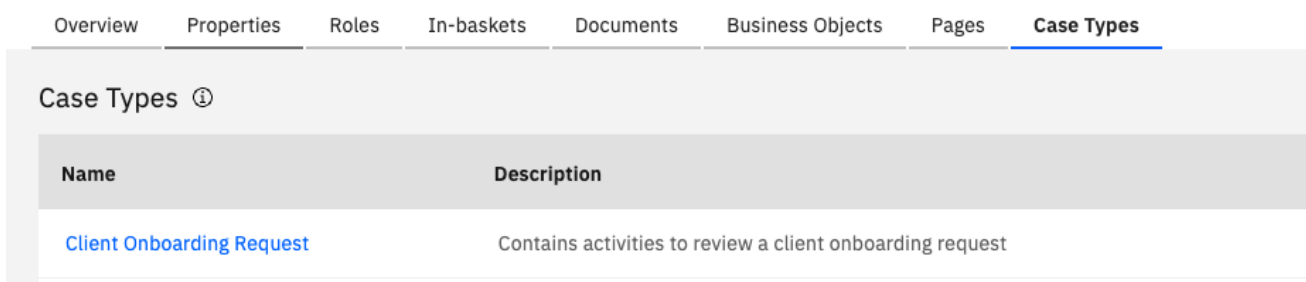 Overview Properties Roles In-baskets Documents Business Objects Pages Case Types
Case Types
Name Description
Client Onboarding Request Contains activities to review a client onboarding request